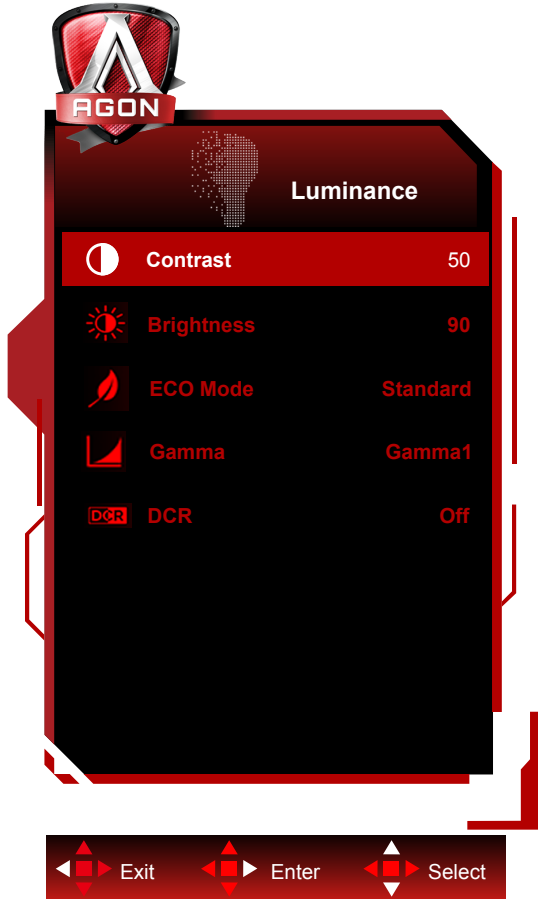 AGON
Luminance
Contrast 50
Brightness 90
ECO Mode Standard
Gamma Gamma1
DCR DCR Off
Exit Enter Select